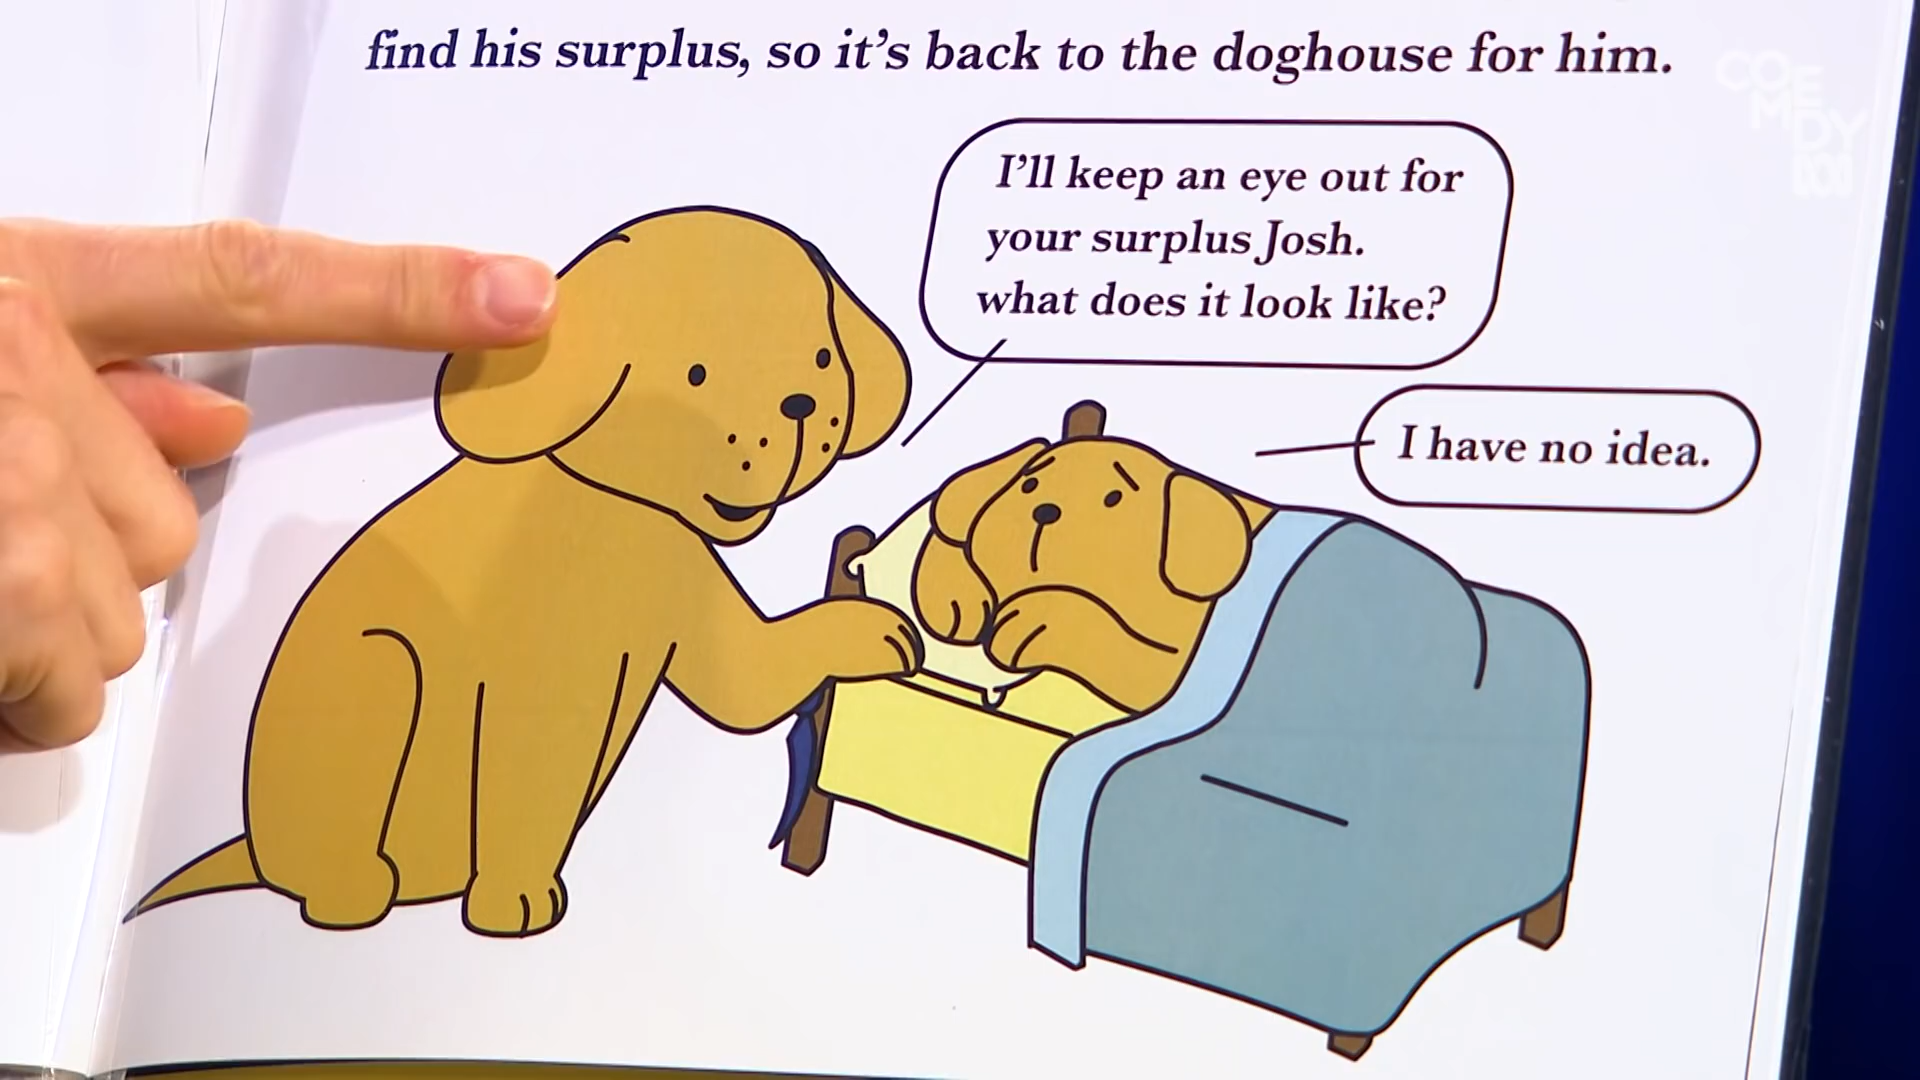 find his surplus, so it's back to the doghouse for him.
COMEDY
I'll keep an eye out for
your surplus Josh.
what does it look like?
I have no idea.